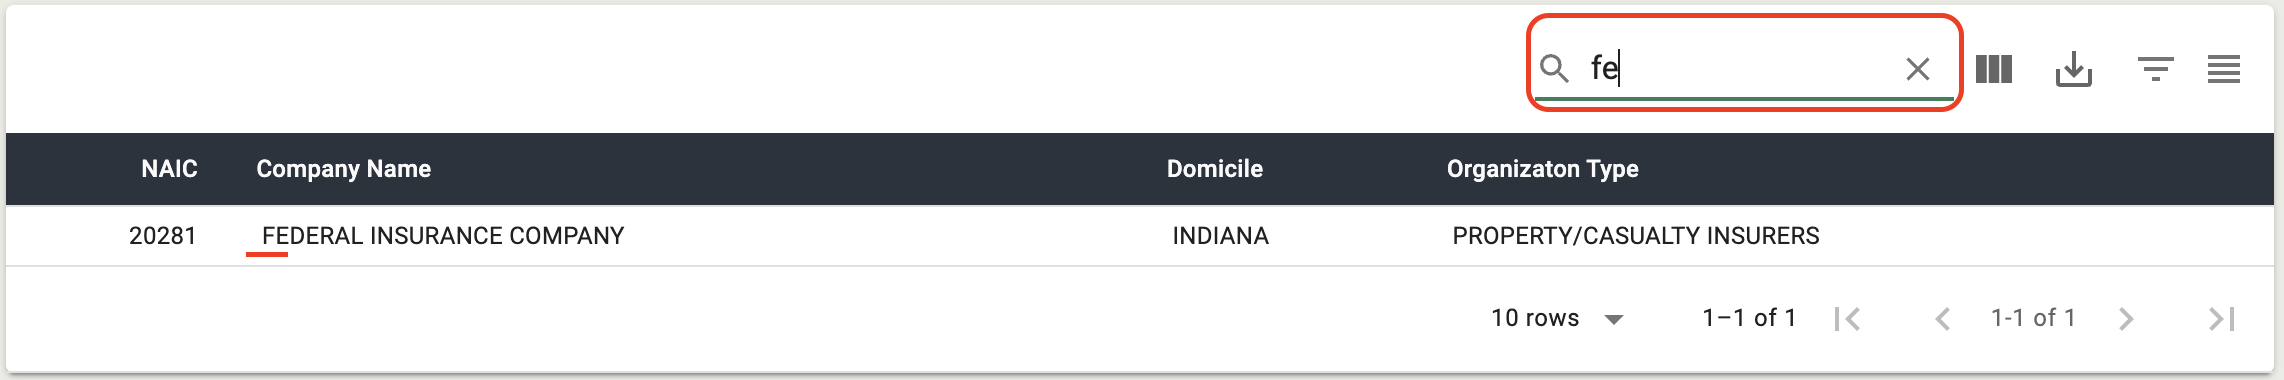 fe
NAIC Company Name Domicile Organizaton Type
20281 FEDERAL INSURANCE COMPANY INDIANA PROPERTY/CASUALTY INSURERS
10 rows 1–1 of 1 1-1 of 1